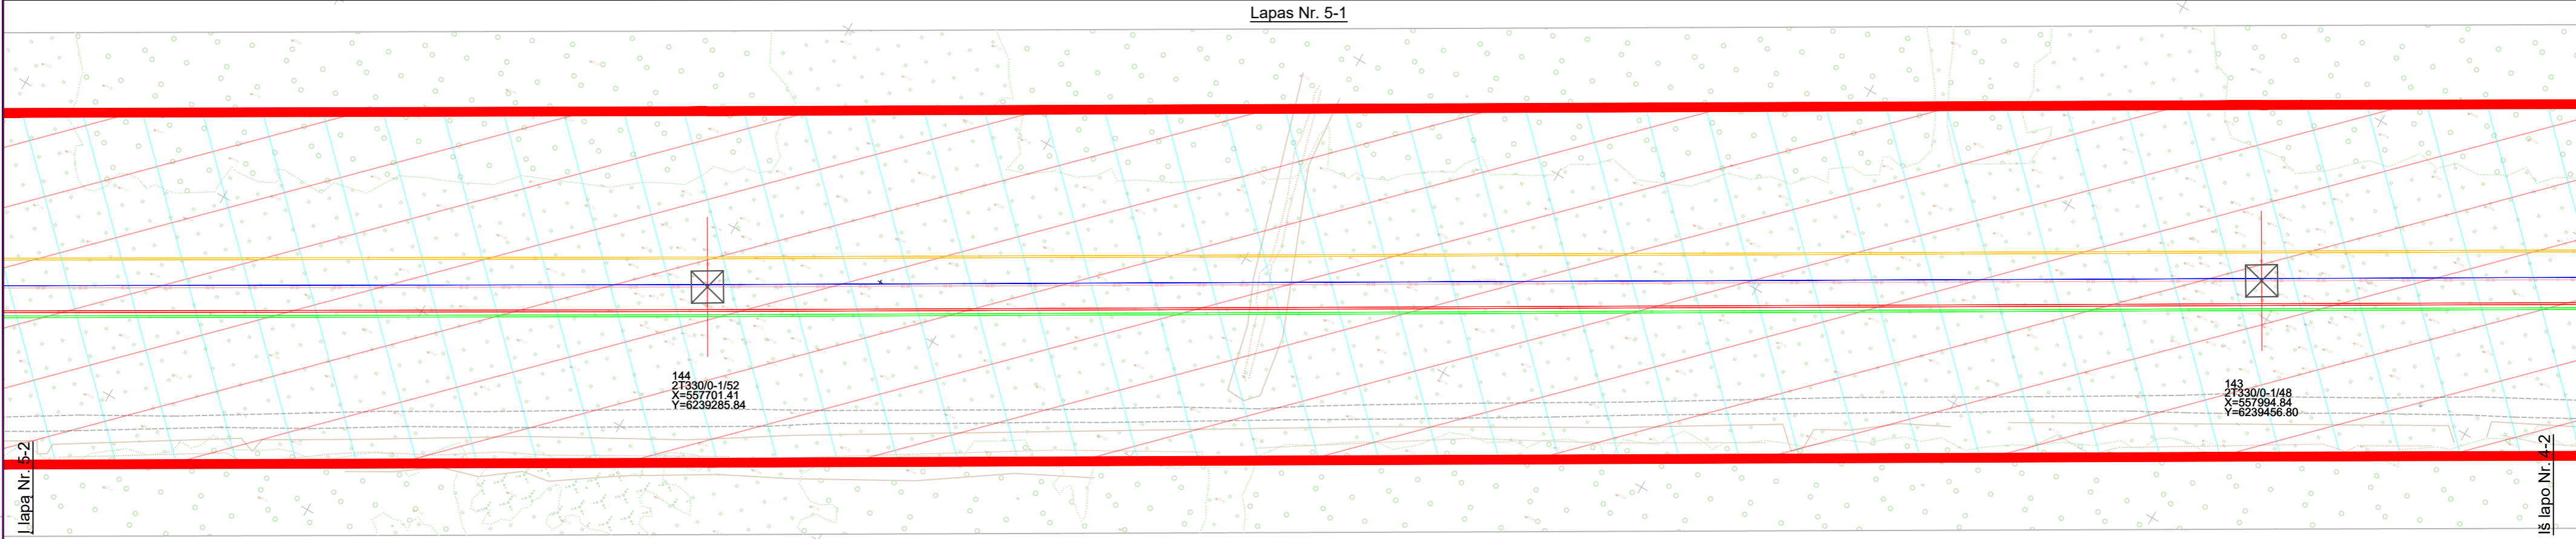 Lapas Nr. 5-1
144
2T330/0-1/52
X=557701.41
Y=6239285.84
143
2T330/0-1/48
X=557994.84
Y=6239456.80
Į lapą Nr. 5-2
Iš lapo Nr. 4-2